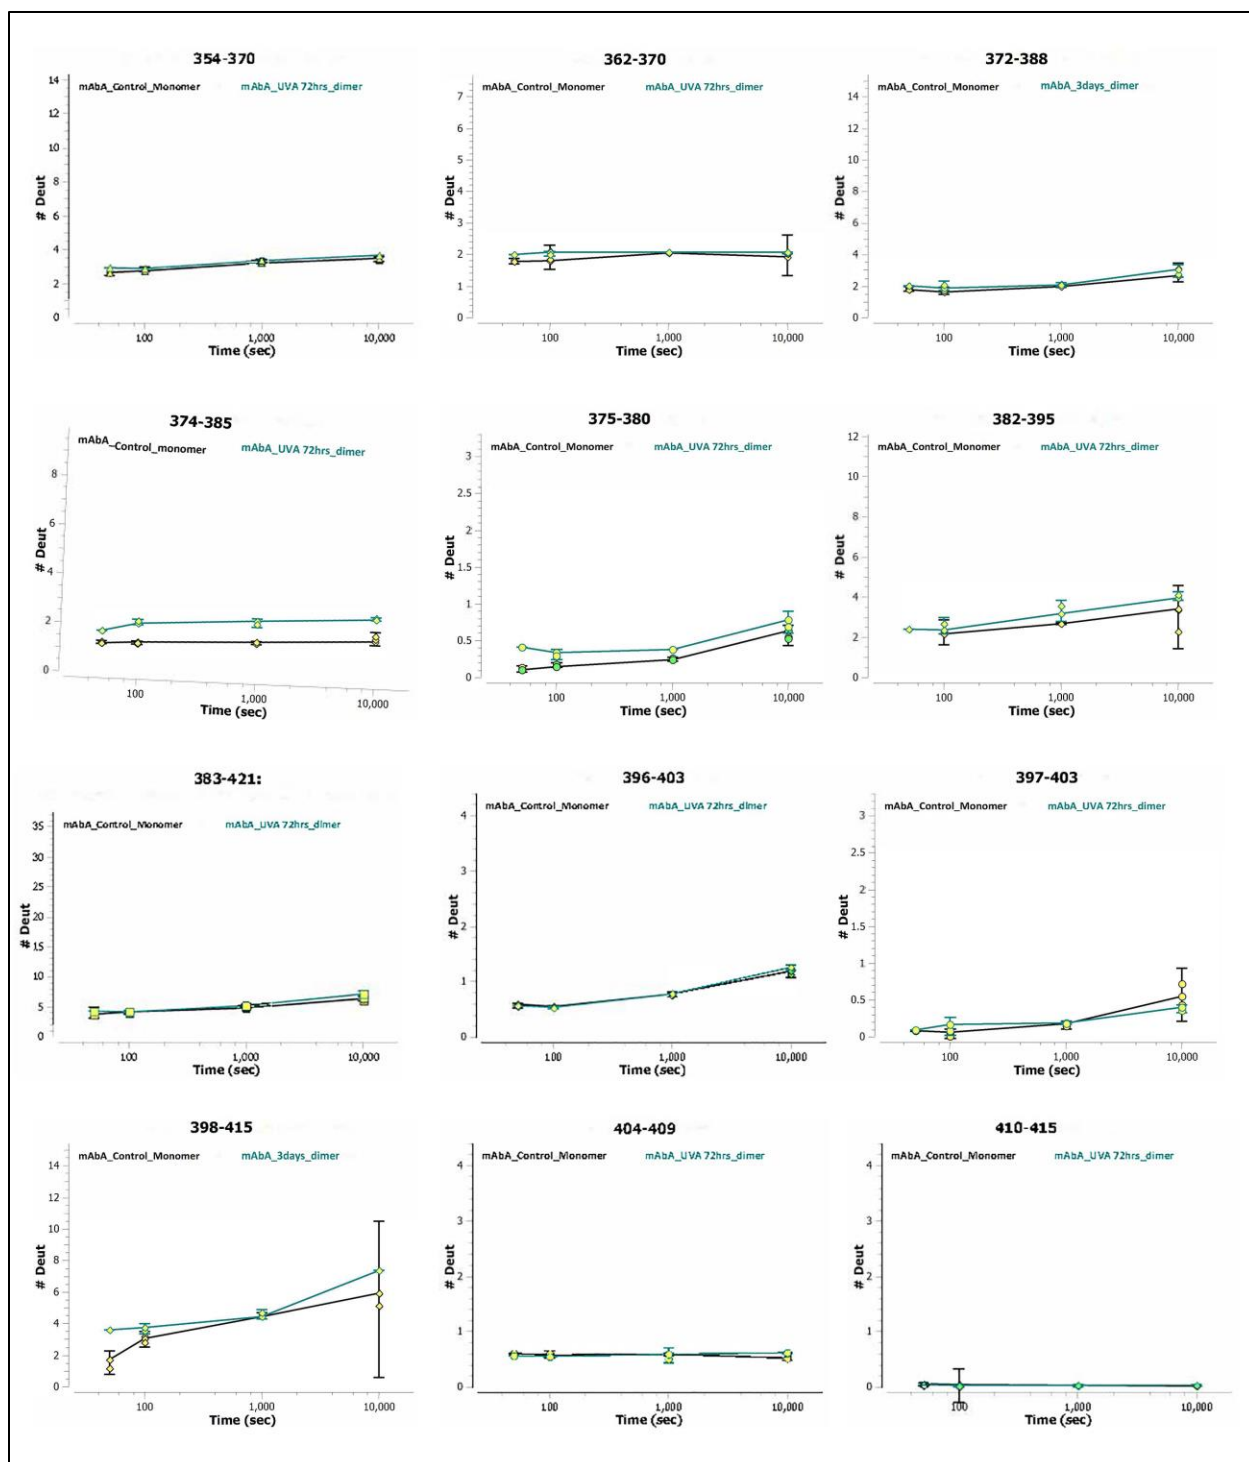 354-370
mAbA_Control_Monomer mAbA_UVA 72hrs_dimer
# Deut
14
12
10
8
6
4
2
0
100 1,000 10,000
Time (sec)
362-370
mAbA_Control_Monomer mAbA_UVA 72hrs_dimer
# Deut
7
6
5
4
3
2
1
0
100 1,000 10,000
Time (sec)
372-388
mAbA_Control_Monomer mAbA_3days_dimer
# Deut
14
12
10
8
6
4
2
0
100 1,000 10,000
Time (sec)
374-385
mAbA_Control_monomer mAbA_UVA 72hrs_dimer
# Deut
8
6
4
2
0
100 1,000 10,000
Time (sec)
375-380
mAbA_Control_Monomer mAbA_UVA 72hrs_dimer
# Deut
3
2.5
2
1.5
1
0.5
0
100 1,000 10,000
Time (sec)
382-395
mAbA_Control_Monomer mAbA_UVA 72hrs_dimer
# Deut
12
10
8
6
4
2
0
100 1,000 10,000
Time (sec)
383-421:
mAbA_Control_Monomer mAbA_UVA 72hrs_dimer
# Deut
35
30
25
20
15
10
5
0
100 1,000 10,000
Time (sec)
396-403
mAbA_Control_Monomer mAbA_UVA 72hrs_dimer
# Deut
4
3
2
1
0
100 1,000 10,000
Time (sec)
397-403
mAbA_Control_Monomer mAbA_UVA 72hrs_dimer
# Deut
3
2.5
2
1.5
1
0.5
0
100 1,000 10,000
Time (sec)
398-415
mAbA_Control_Monomer mAbA_3days_dimer
# Deut
14
12
10
8
6
4
2
0
100 1,000 10,000
Time (sec)
404-409
mAbA_Control_Monomer mAbA_UVA 72hrs_dimer
# Deut
4
3
2
1
0
100 1,000 10,000
Time (sec)
410-415
mAbA_Control_Monomer mAbA_UVA 72hrs_dimer
# Deut
4
3
2
1
0
100 1,000 10,000
Time (sec)